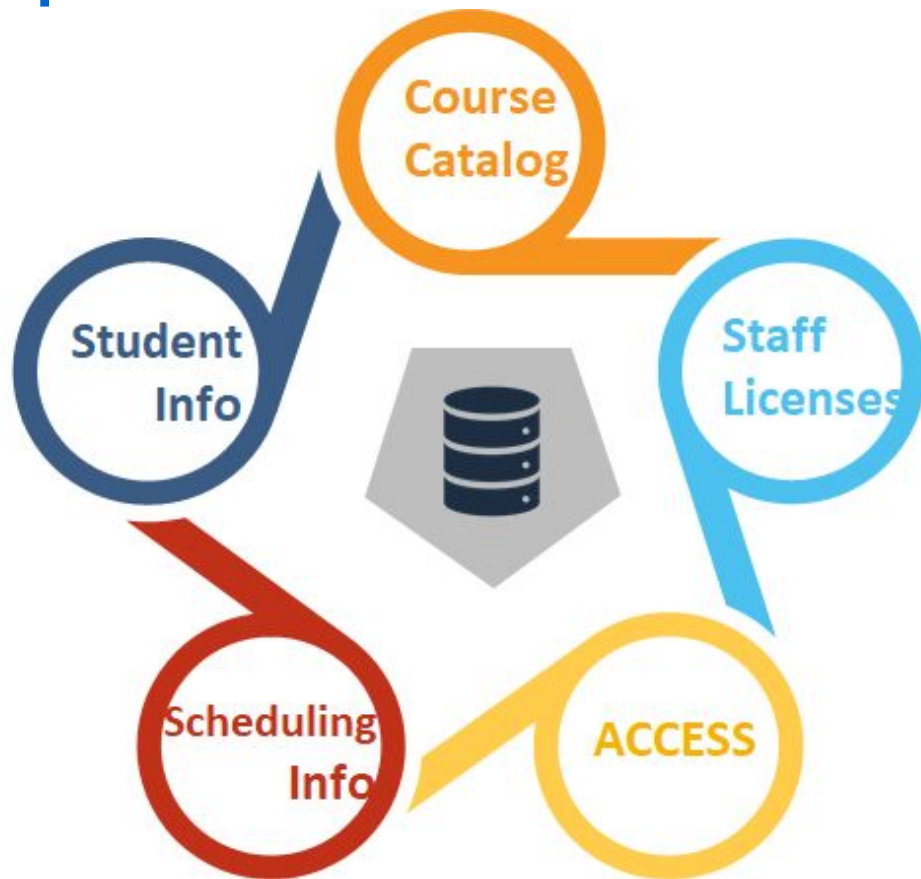 Course
Catalog
Staff
Licenses
ACCESS
Scheduling
Info
Student
Info